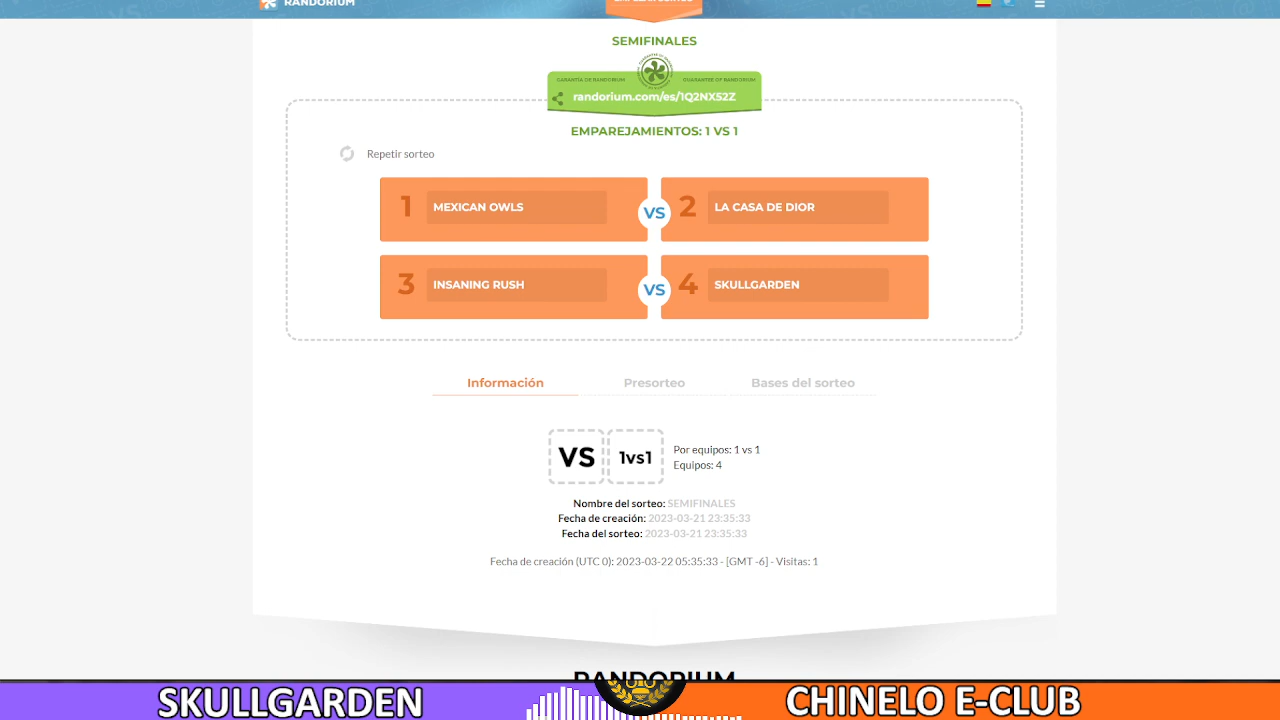 RANDORIUM
SEMIFINALES
GARANTÍA DE RANDORIUM
GUARANTEE OF RANDORIUM
randorium.com/es/1Q2NX52Z
EMPAREJAMIENTOS: 1 VS 1
Repetir sorteo
1 MEXICAN OWLS VS 2 LA CASA DE DIOR
3 INSANING RUSH VS 4 SKULLGARDEN
Información Presorteo Bases del sorteo
VS 1vs1
Por equipos: 1 vs 1
Equipos: 4
Nombre del sorteo: SEMIFINALES
Fecha de creación: 2023-03-21 23:35:33
Fecha del sorteo: 2023-03-21 23:35:33
Fecha de creación (UTC 0): 2023-03-22 05:35:33 - [GMT -6] - Visitas: 1
RANDORIUM
SKULLGARDEN CHINELO E-CLUB